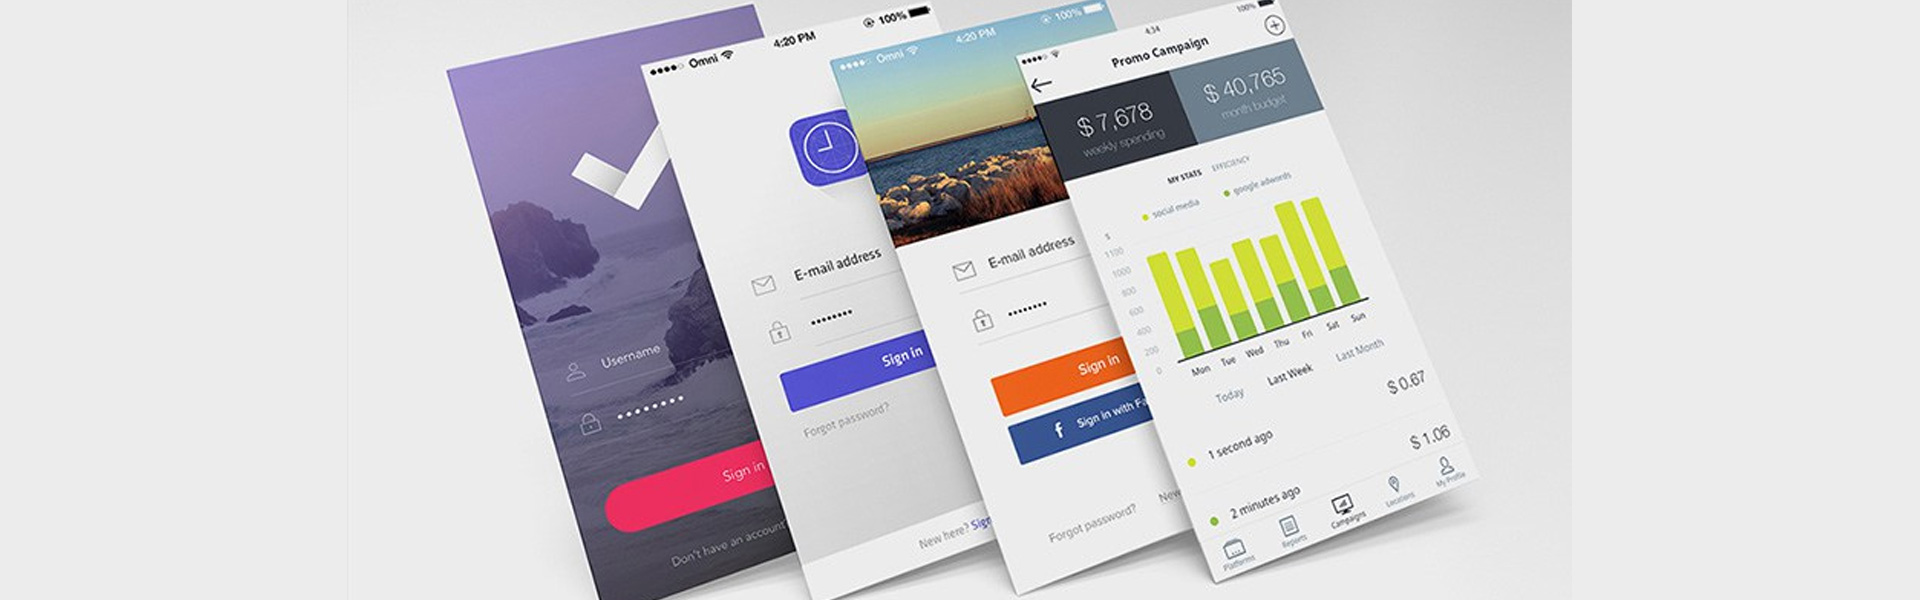 Username
••••••••
Sign in
Don't have an account
Omni
4:20 PM
100%
E-mail address
••••••••
Sign in
Forgot password?
New here? Sign
Omni
4:20 PM
100%
E-mail address
••••••••
Sign in
f Sign in with Fa
Forgot password?
New
4:34
100%
Promo Campaign
$ 7,678
weekly spending
$ 40,765
month budget
MY STATS EFFICIENCY
social media google adwords
$
1100
1000
800
600
400
200
0
Mon Tue Wed Thu Fri Sat Sun
Today Last Week Last Month
$ 0.67
1 second ago
$ 1.06
2 minutes ago
Platforms Reports Campaigns Locations My Profile